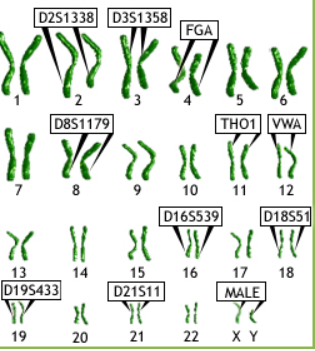 D2S1338 D3S1358
FGA
1 2 3 4 5 6
D8S1179 THO1 VWA
7 8 9 10 11 12
D16S539 D18S51
13 14 15 16 17 18
D19S433 D21S11 MALE
19 20 21 22 X Y